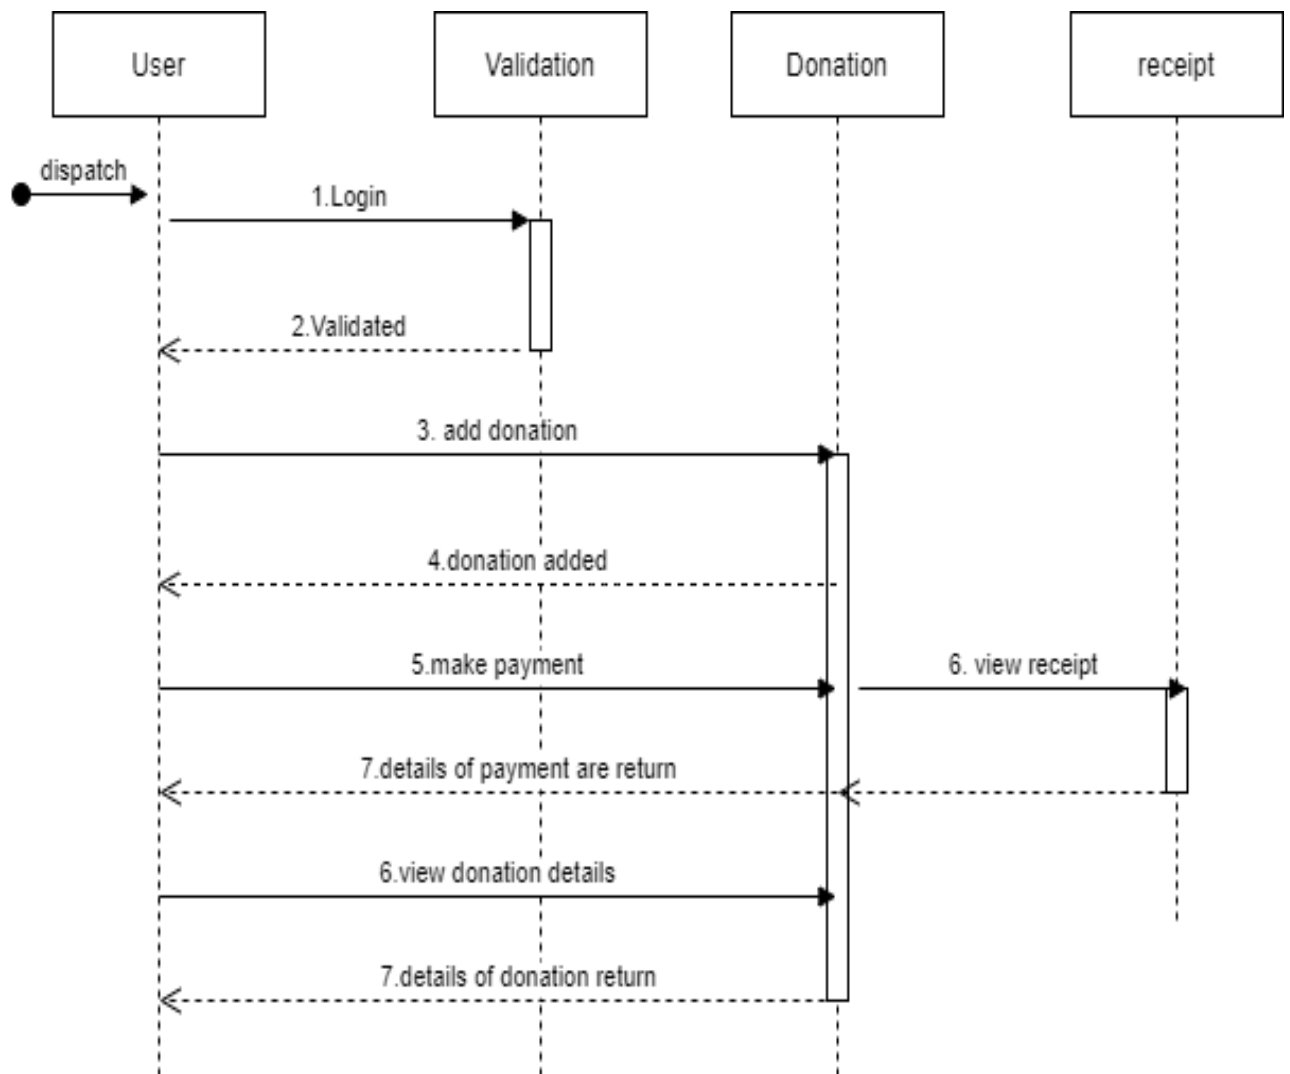 User
Validation
Donation
receipt
dispatch
1.Login
2.Validated
3. add donation
4.donation added
5.make payment
6. view receipt
7.details of payment are return
6.view donation details
7.details of donation return